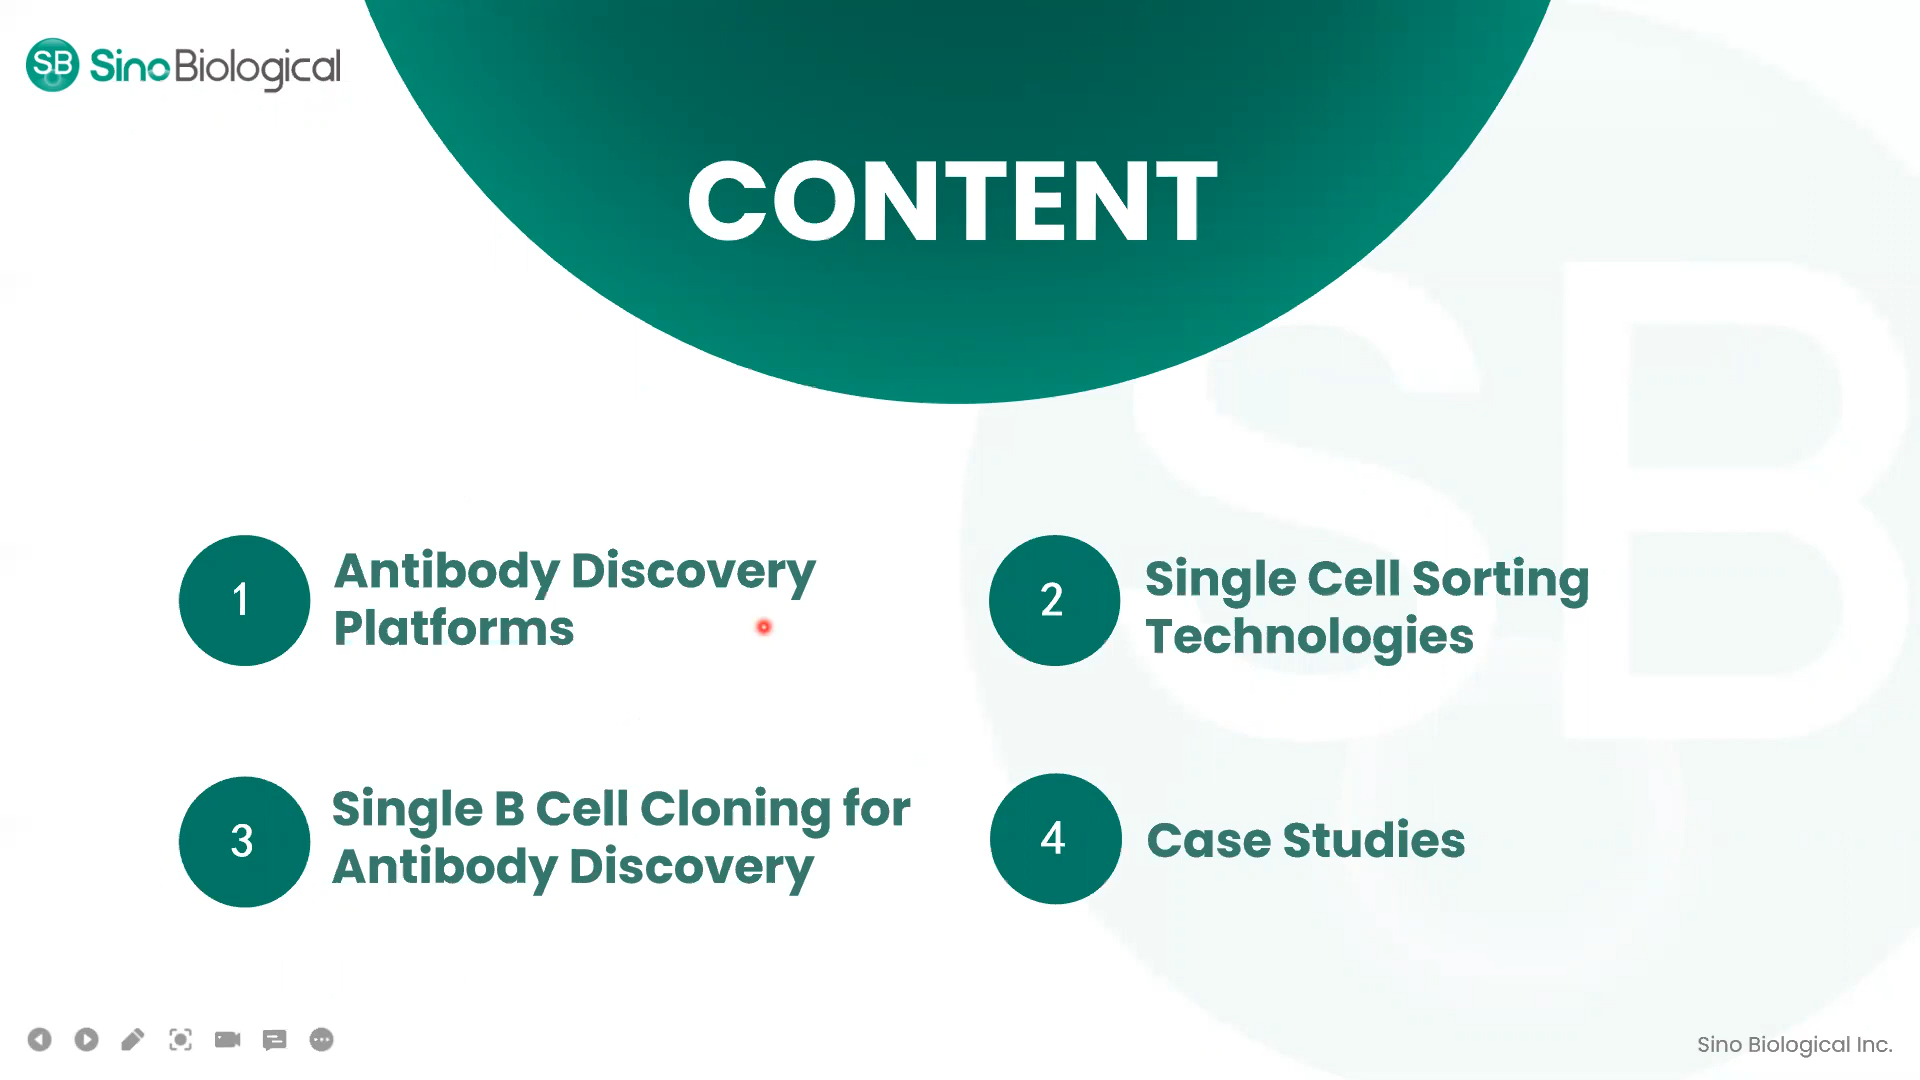 SB SinoBiological
CONTENT
1
Antibody Discovery
Platforms
2
Single Cell Sorting
Technologies
3
Single B Cell Cloning for
Antibody Discovery
4
Case Studies
SB
Sino Biological Inc.